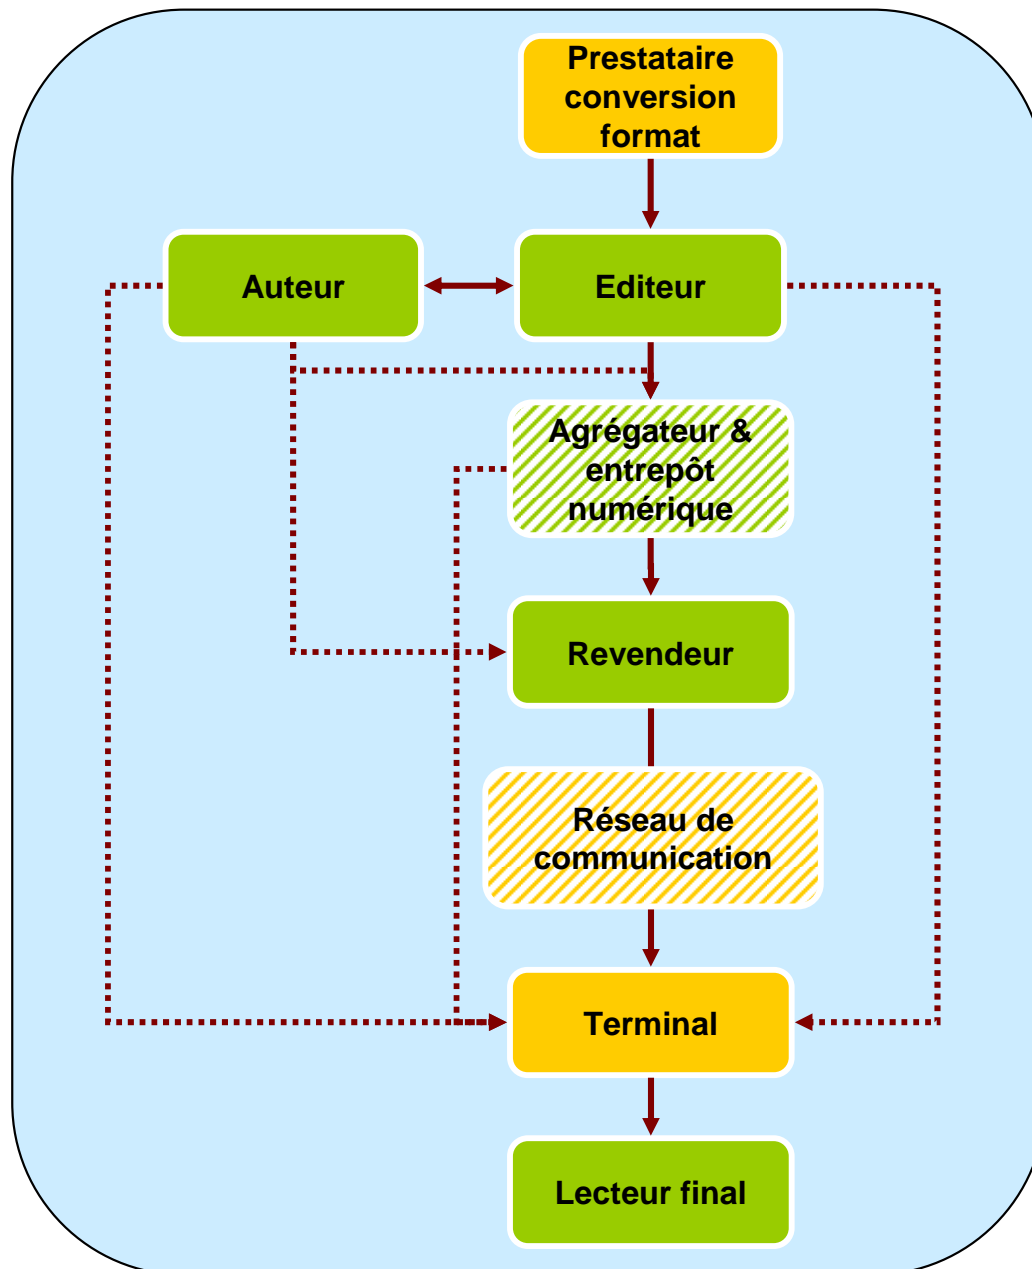 Prestataire
conversion
format
Auteur
Editeur
Agrégateur &
entrepôt
numérique
Revendeur
Réseau de
communication
Terminal
Lecteur final